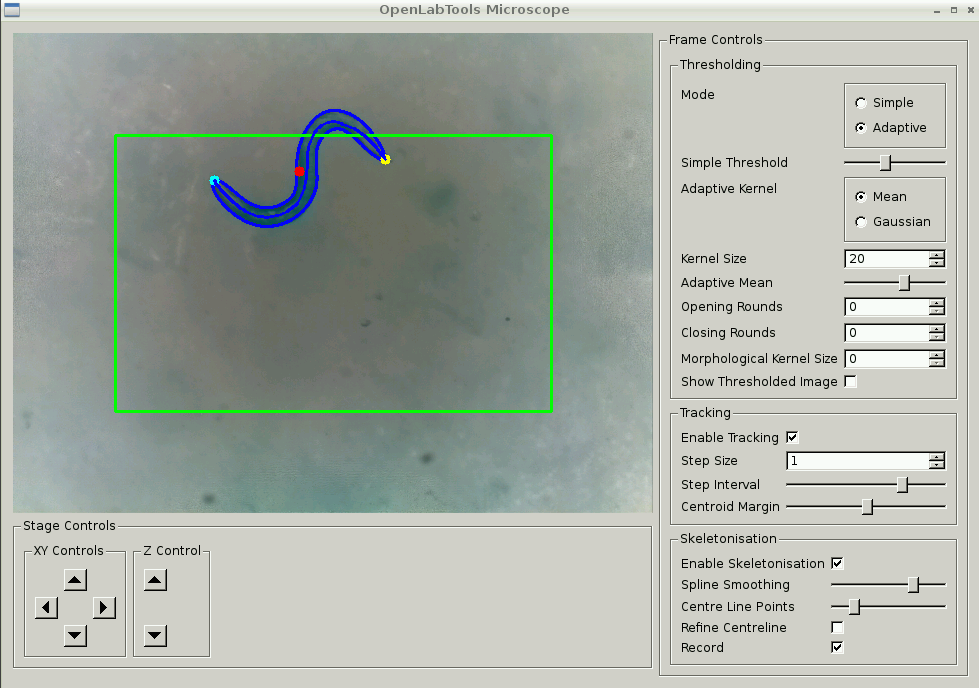 OpenLabTools Microscope
Frame Controls
Thresholding
Mode
Simple
Adaptive
Simple Threshold
Adaptive Kernel
Mean
Gaussian
Kernel Size 20
Adaptive Mean
Opening Rounds 0
Closing Rounds 0
Morphological Kernel Size 0
Show Thresholded Image
Tracking
Enable Tracking
Step Size 1
Step Interval
Centroid Margin
Skeletonisation
Enable Skeletonisation
Spline Smoothing
Centre Line Points
Refine Centreline
Record
Stage Controls
XY Controls
Z Control